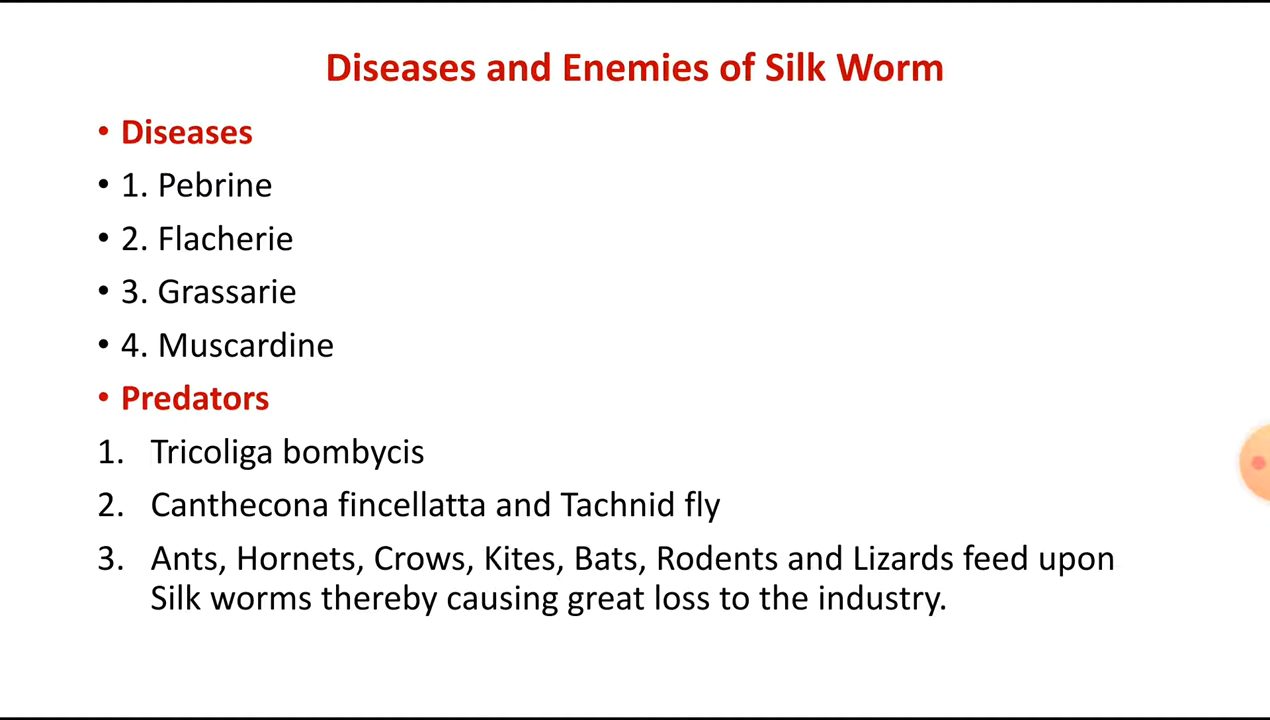 Diseases and Enemies of Silk Worm
• Diseases
• 1. Pebrine
• 2. Flacherie
• 3. Grassarie
• 4. Muscardine
• Predators
1. Tricoliga bombycis
2. Canthecona fincellatta and Tachnid fly
3. Ants, Hornets, Crows, Kites, Bats, Rodents and Lizards feed upon
Silk worms thereby causing great loss to the industry.